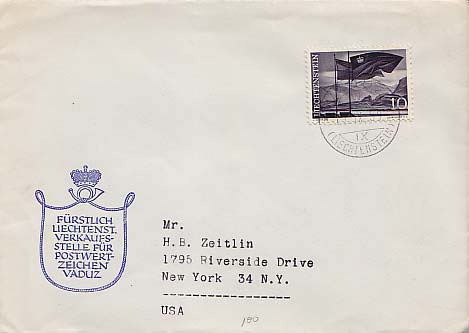 LIECHTENSTEIN
10
IX
LIECHTENSTEIN
FÜRSTLICH
LIECHTENST.
VERKAUFS-
STELLE FÜR
POSTWERT-
ZEICHEN
VADUZ
Mr.
H.B. Zeitlin
1795 Riverside Drive
New York 34 N.Y.
-----------------
USA